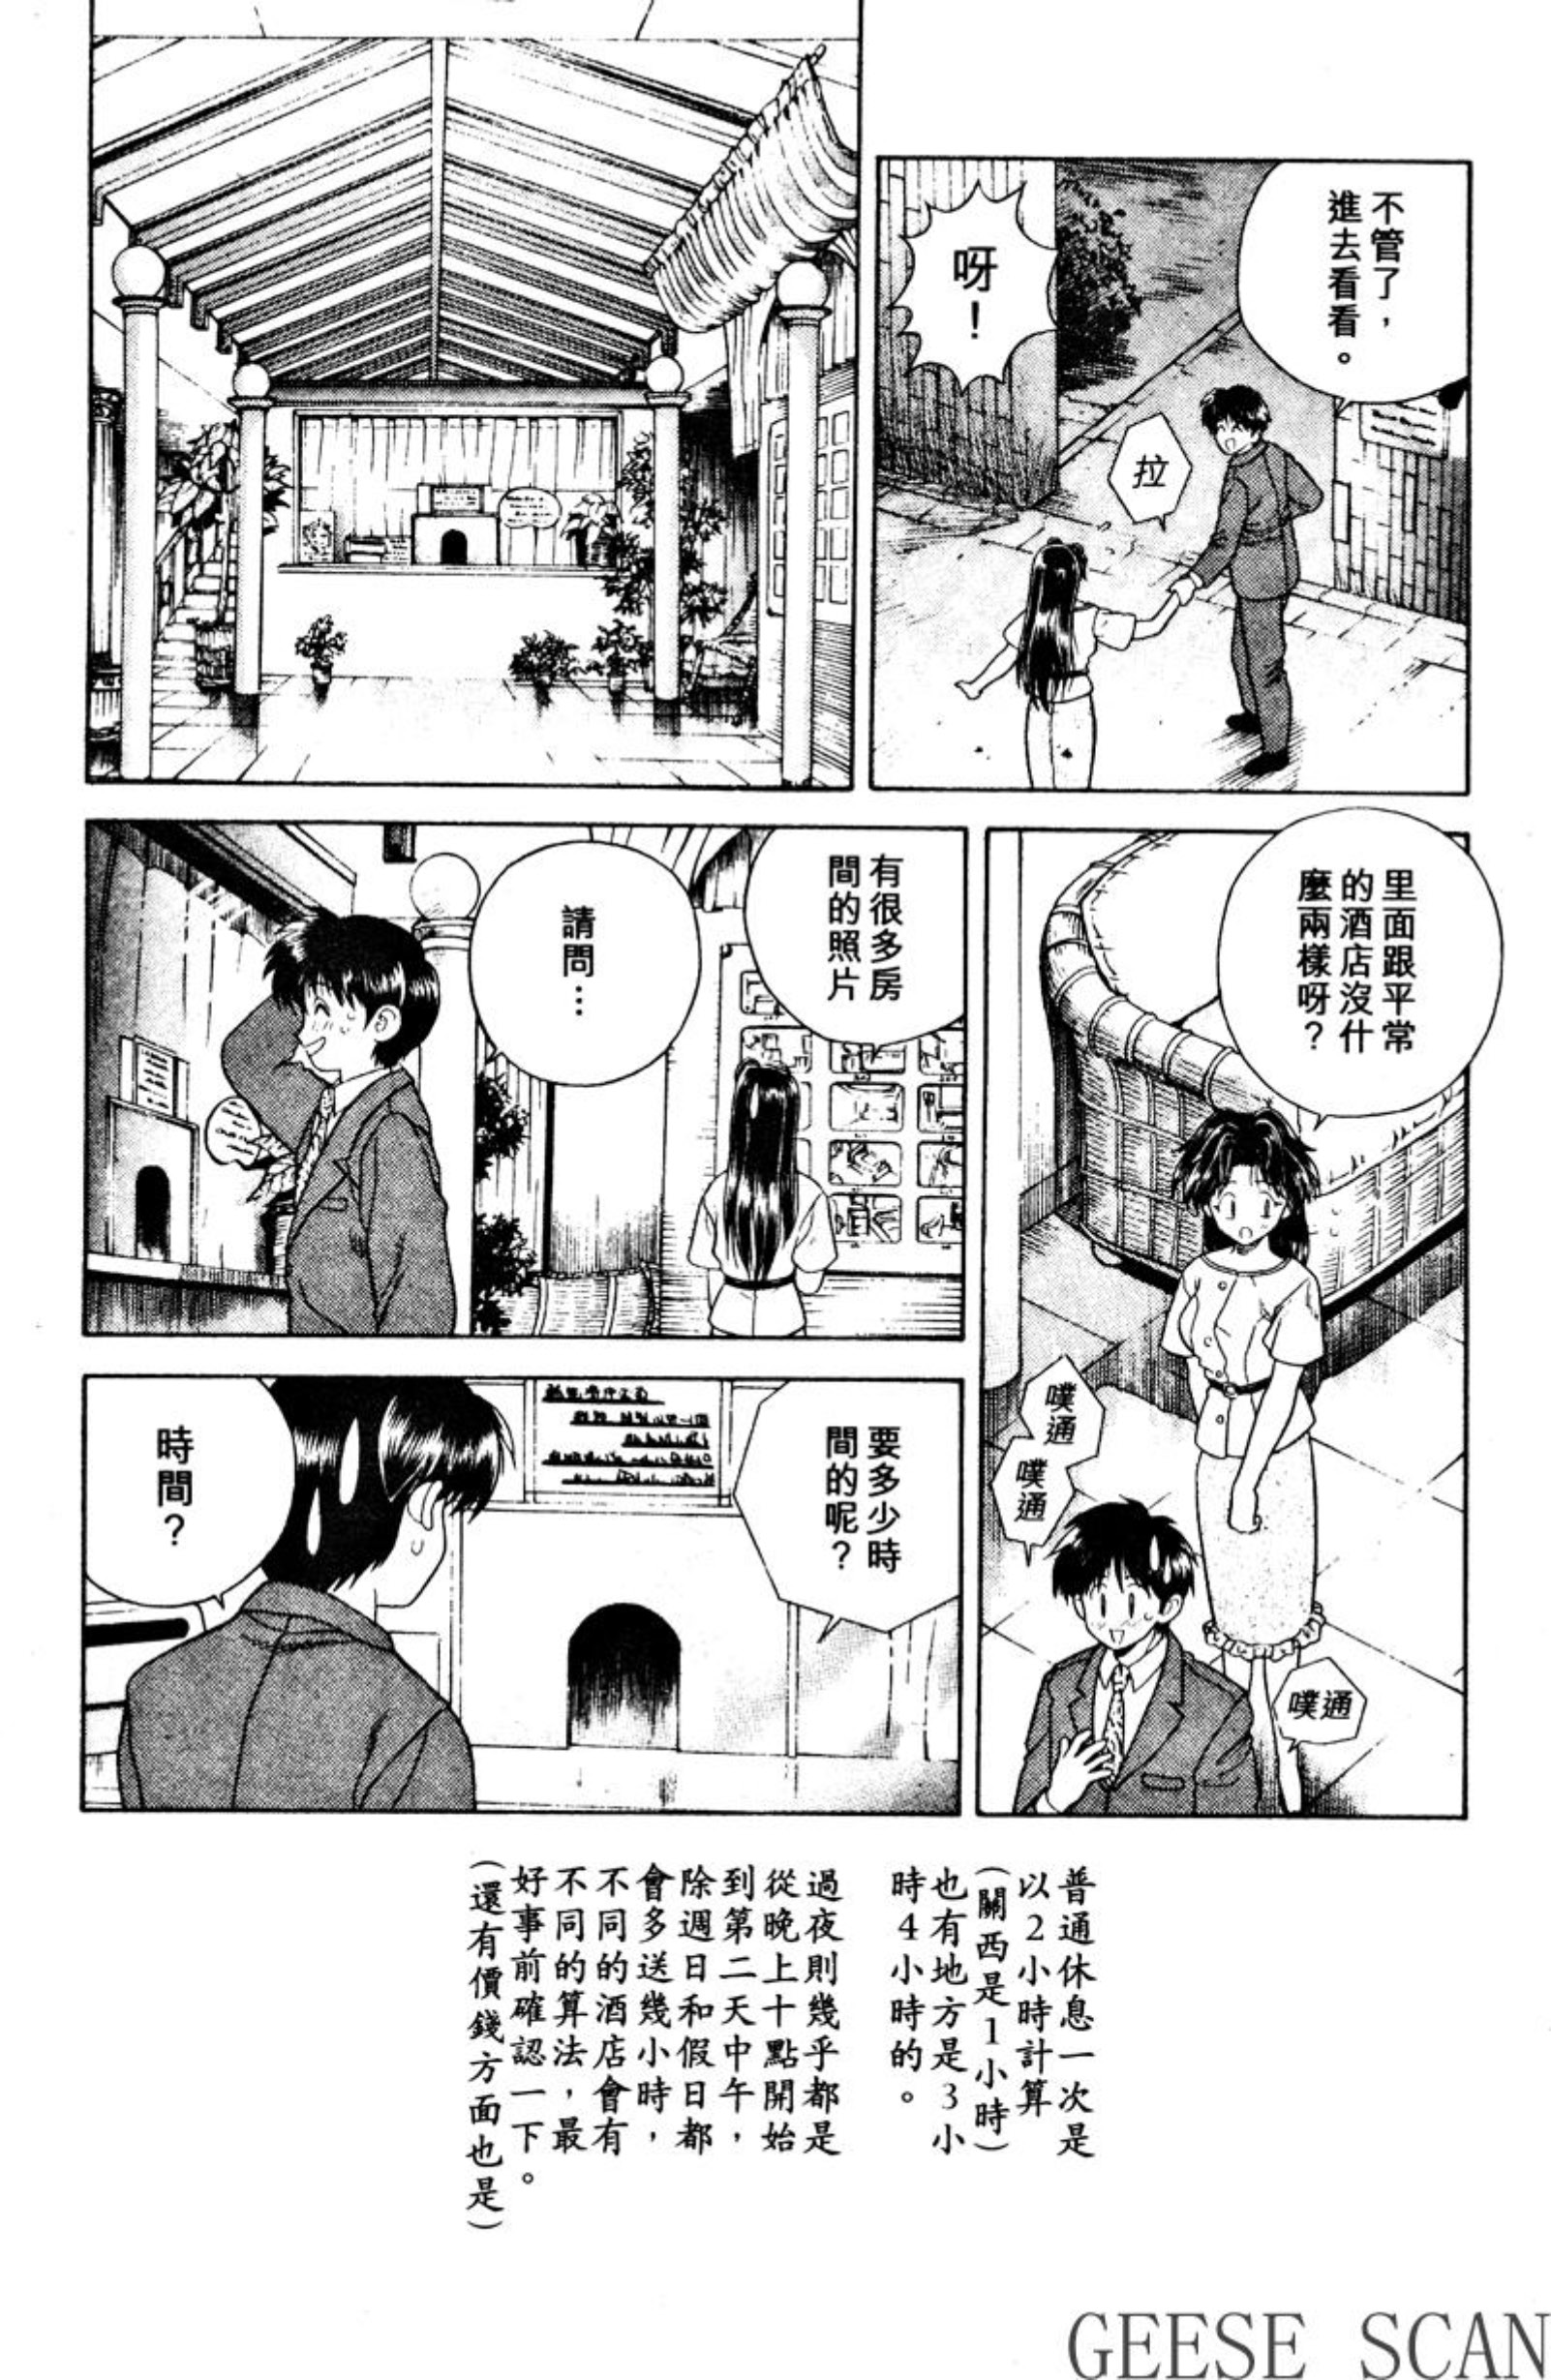 不管了，
進去看看。
呀！
拉
里面跟平常
的酒店沒什
麼兩樣呀？
噗通
噗通
噗通
有很多房
間的照片
請問…
要多少時
間的呢？
時間？
普通休息一次是
以2小時計算
（關西是1小時）
也有地方是3小
時4小時的。
過夜則幾乎都是
從晚上十點開始
到第二天中午，
除週日和假日都
會多送幾小時，
不同的酒店會有
不同的算法，最
好事前確認一下。
（還有價錢方面也是）
GEESE SCAN